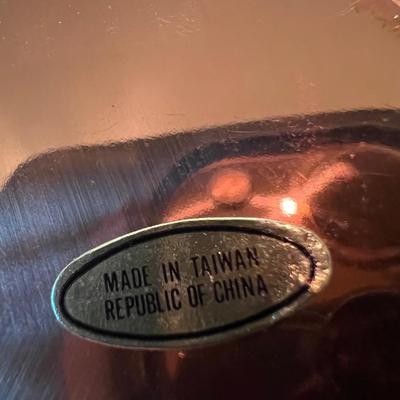 MADE IN TAIWAN
REPUBLIC OF CHINA